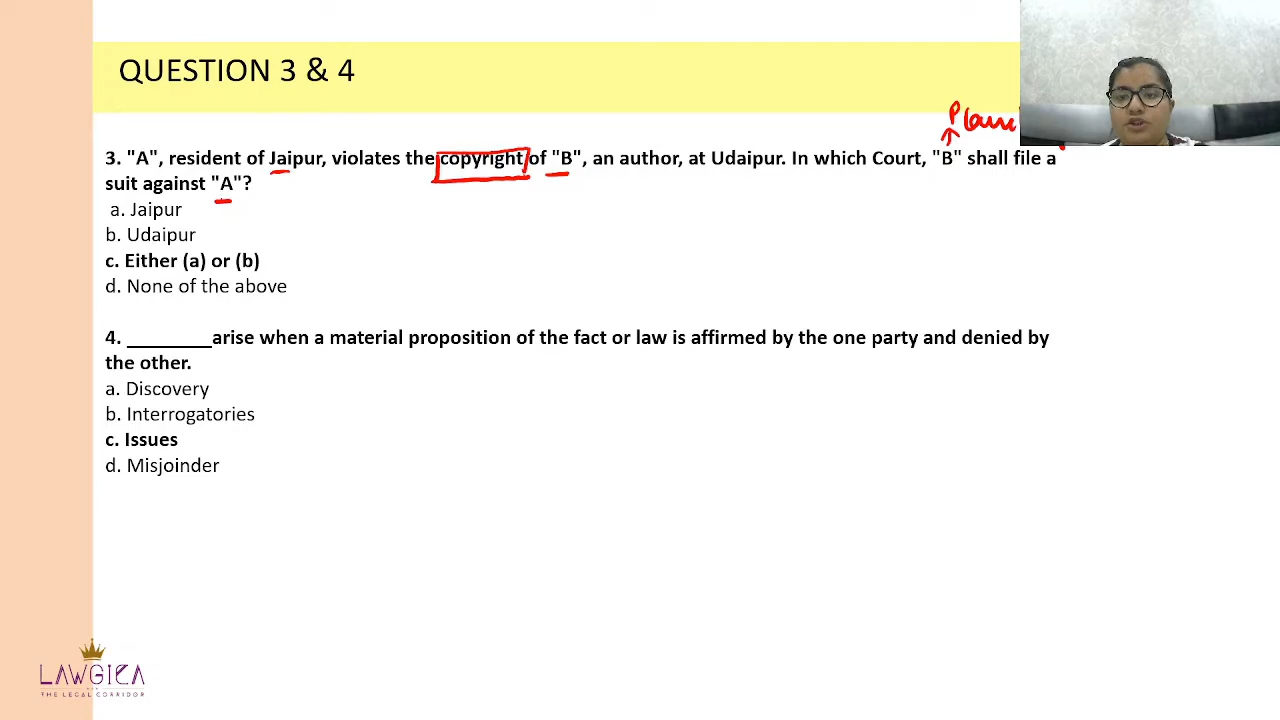 QUESTION 3 & 4
3. "A", resident of Jaipur, violates the copyright of "B", an author, at Udaipur. In which Court, "B" shall file a
suit against "A"?
a. Jaipur
b. Udaipur
c. Either (a) or (b)
d. None of the above
4. ________arise when a material proposition of the fact or law is affirmed by the one party and denied by
the other.
a. Discovery
b. Interrogatories
c. Issues
d. Misjoinder
LAWGICA
THE LEGAL CORRIDOR